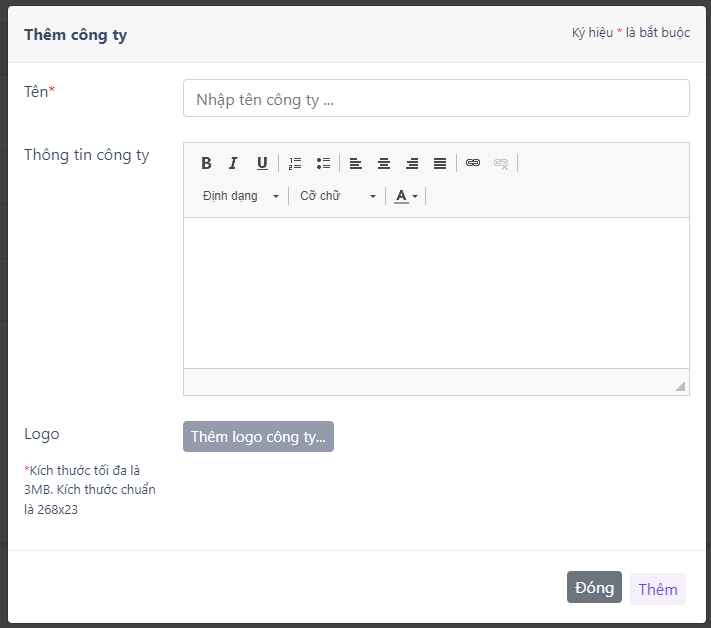 Thêm công ty
Ký hiệu * là bắt buộc
Tên*
Nhập tên công ty ...
Thông tin công ty
B I U
Định dạng
Cỡ chữ
A
Logo
Thêm logo công ty...
*Kích thước tối đa là
3MB. Kích thước chuẩn
là 268x23
Đóng
Thêm